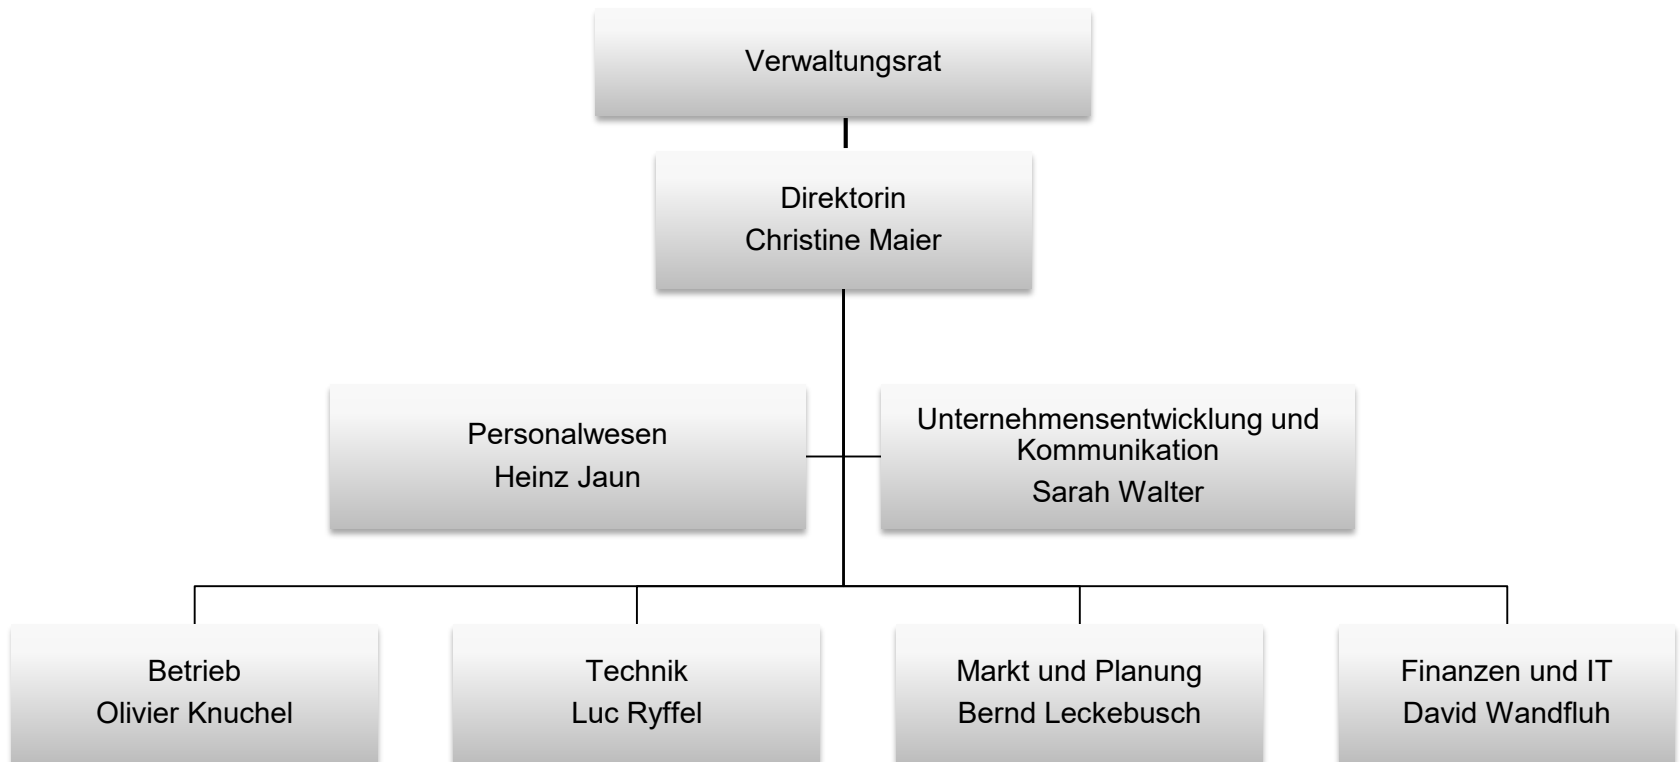 Verwaltungsrat
Direktorin
Christine Maier
Personalwesen
Heinz Jaun
Unternehmensentwicklung und
Kommunikation
Sarah Walter
Betrieb
Olivier Knuchel
Technik
Luc Ryffel
Markt und Planung
Bernd Leckebusch
Finanzen und IT
David Wandfluh